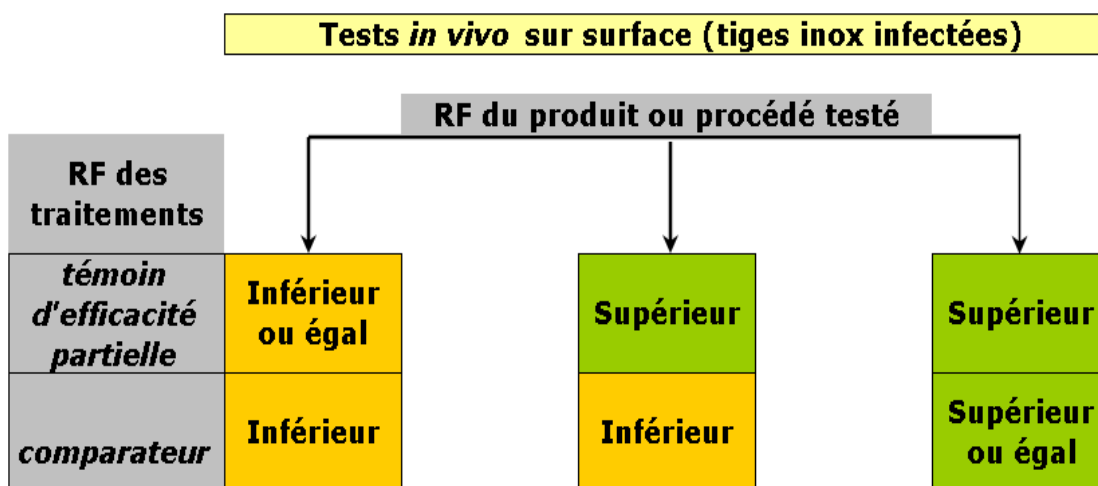 Tests in vivo sur surface (tiges inox infectées)
RF du produit ou procédé testé
RF des
traitements
témoin
d'efficacité
partielle
Inférieur
ou égal
Supérieur
Supérieur
comparateur
Inférieur
Inférieur
Supérieur
ou égal